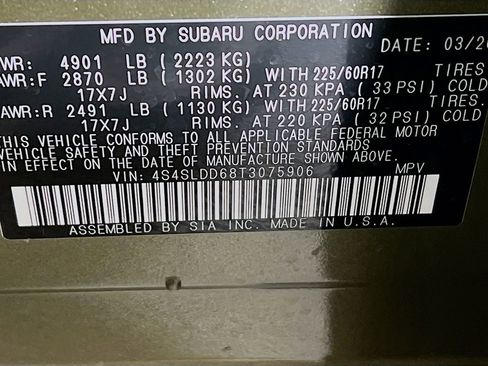 MFD BY SUBARU CORPORATION
DATE: 03/20
WR: 4901 LB (2223 KG)
AWR:F 2870 LB (1302 KG) WITH 225/60R17 TIRES
17X7J RIMS. AT 230 KPA (33 PSI) COLD
AWR:R 2491 LB (1130 KG) WITH 225/60R17 TIRES
17X7J RIMS. AT 220 KPA (32 PSI) COLD
THIS VEHICLE CONFORMS TO ALL APPLICABLE FEDERAL MOTOR
SAFETY AND THEFT PREVENTION STANDARDS
IN EFFECT ON THE DATE OF MANUFACTURE SHOWN ABOVE.
VIN: 4S4SLDD68T3075906 MPV
ASSEMBLED BY SIA INC. MADE IN U.S.A.